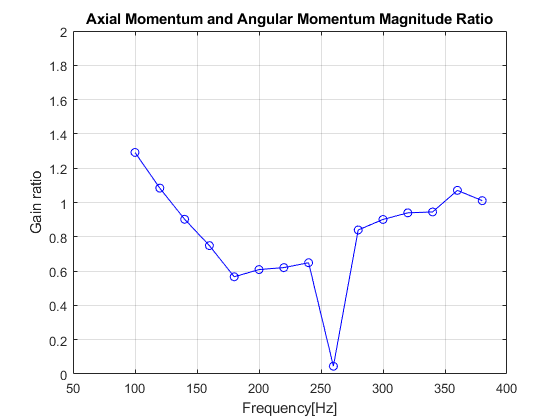 Axial Momentum and Angular Momentum Magnitude Ratio
2
1.8
1.6
1.4
1.2
1
0.8
0.6
0.4
0.2
0
Gain ratio
50 100 150 200 250 300 350 400
Frequency[Hz]